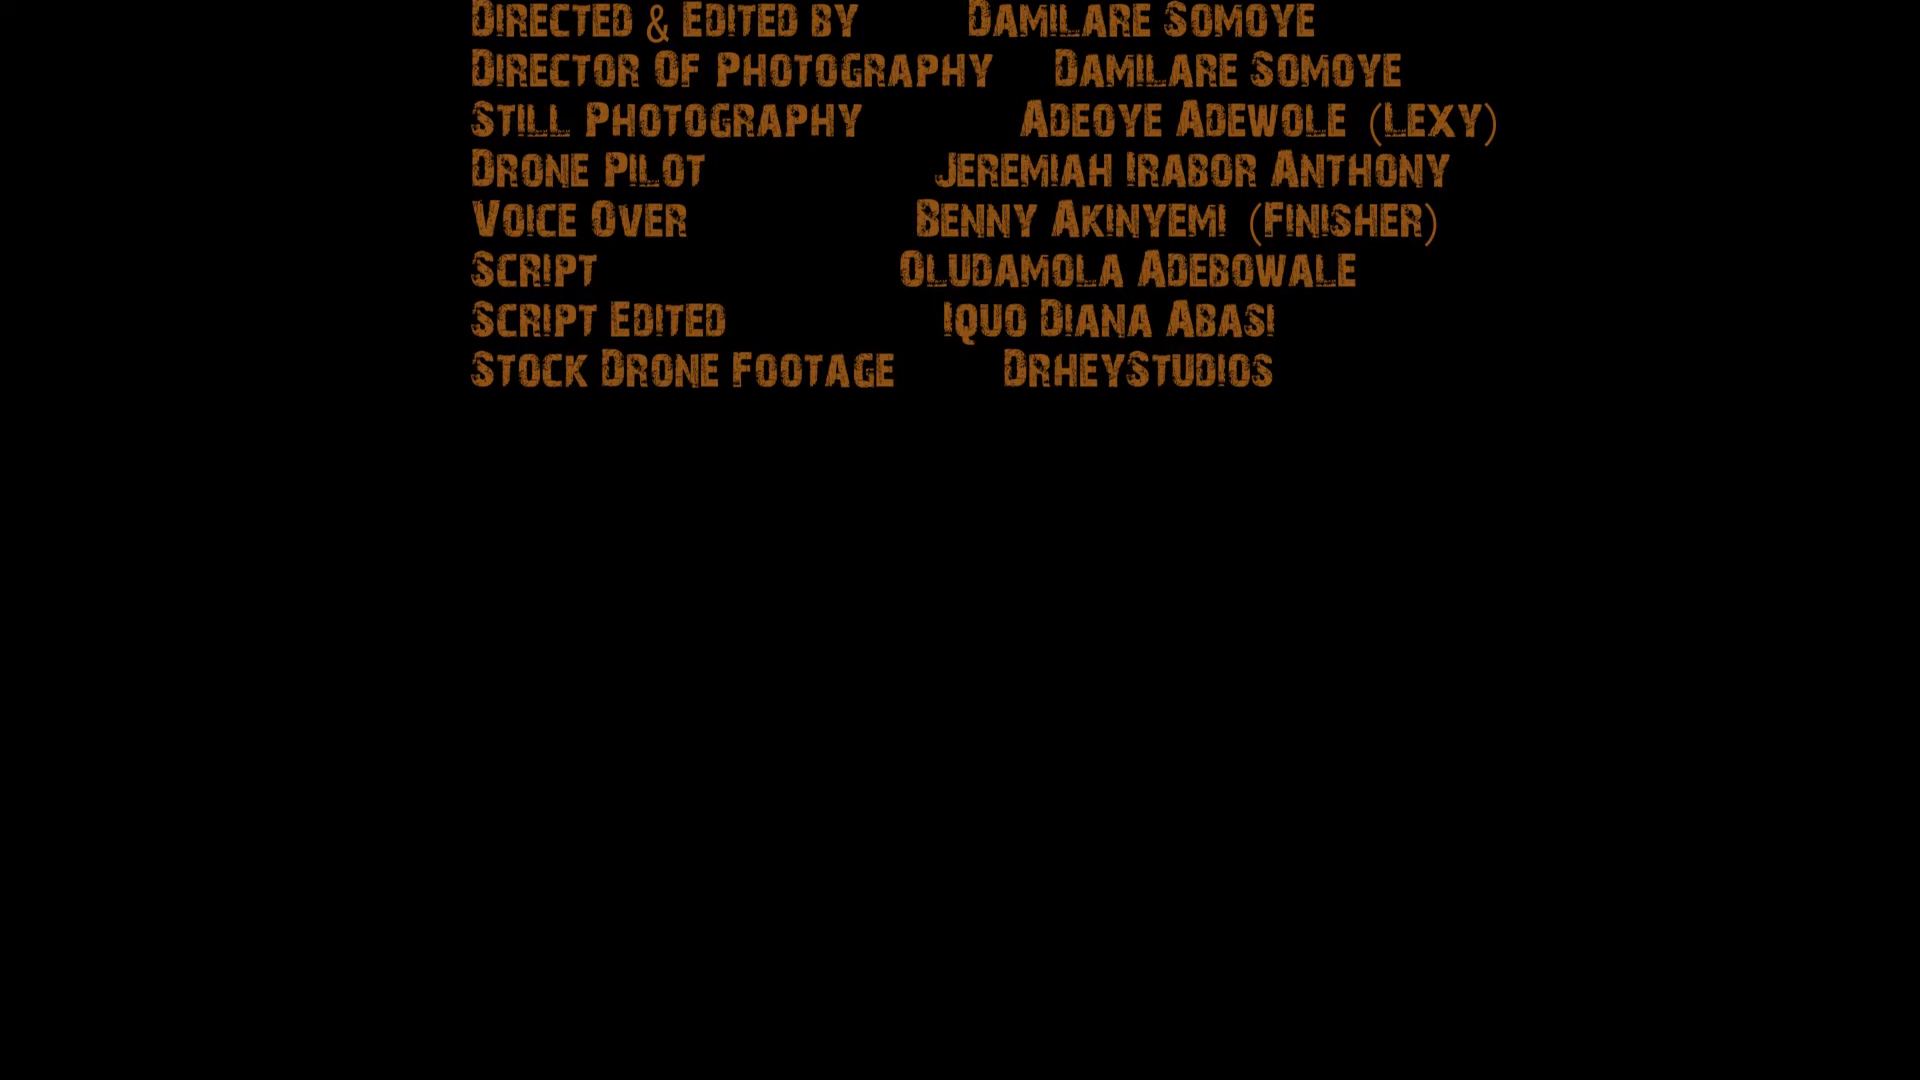 Directed & Edited by Damilare Somoye
Director Of Photography Damilare Somoye
Still Photography Adeoye Adewole (Lexy)
Drone Pilot Jeremiah Irabor Anthony
Voice Over Benny Akinyemi (Finisher)
Script Oludamola Adebowale
Script Edited Iquo Diana Abasi
Stock Drone Footage DrheyStudios